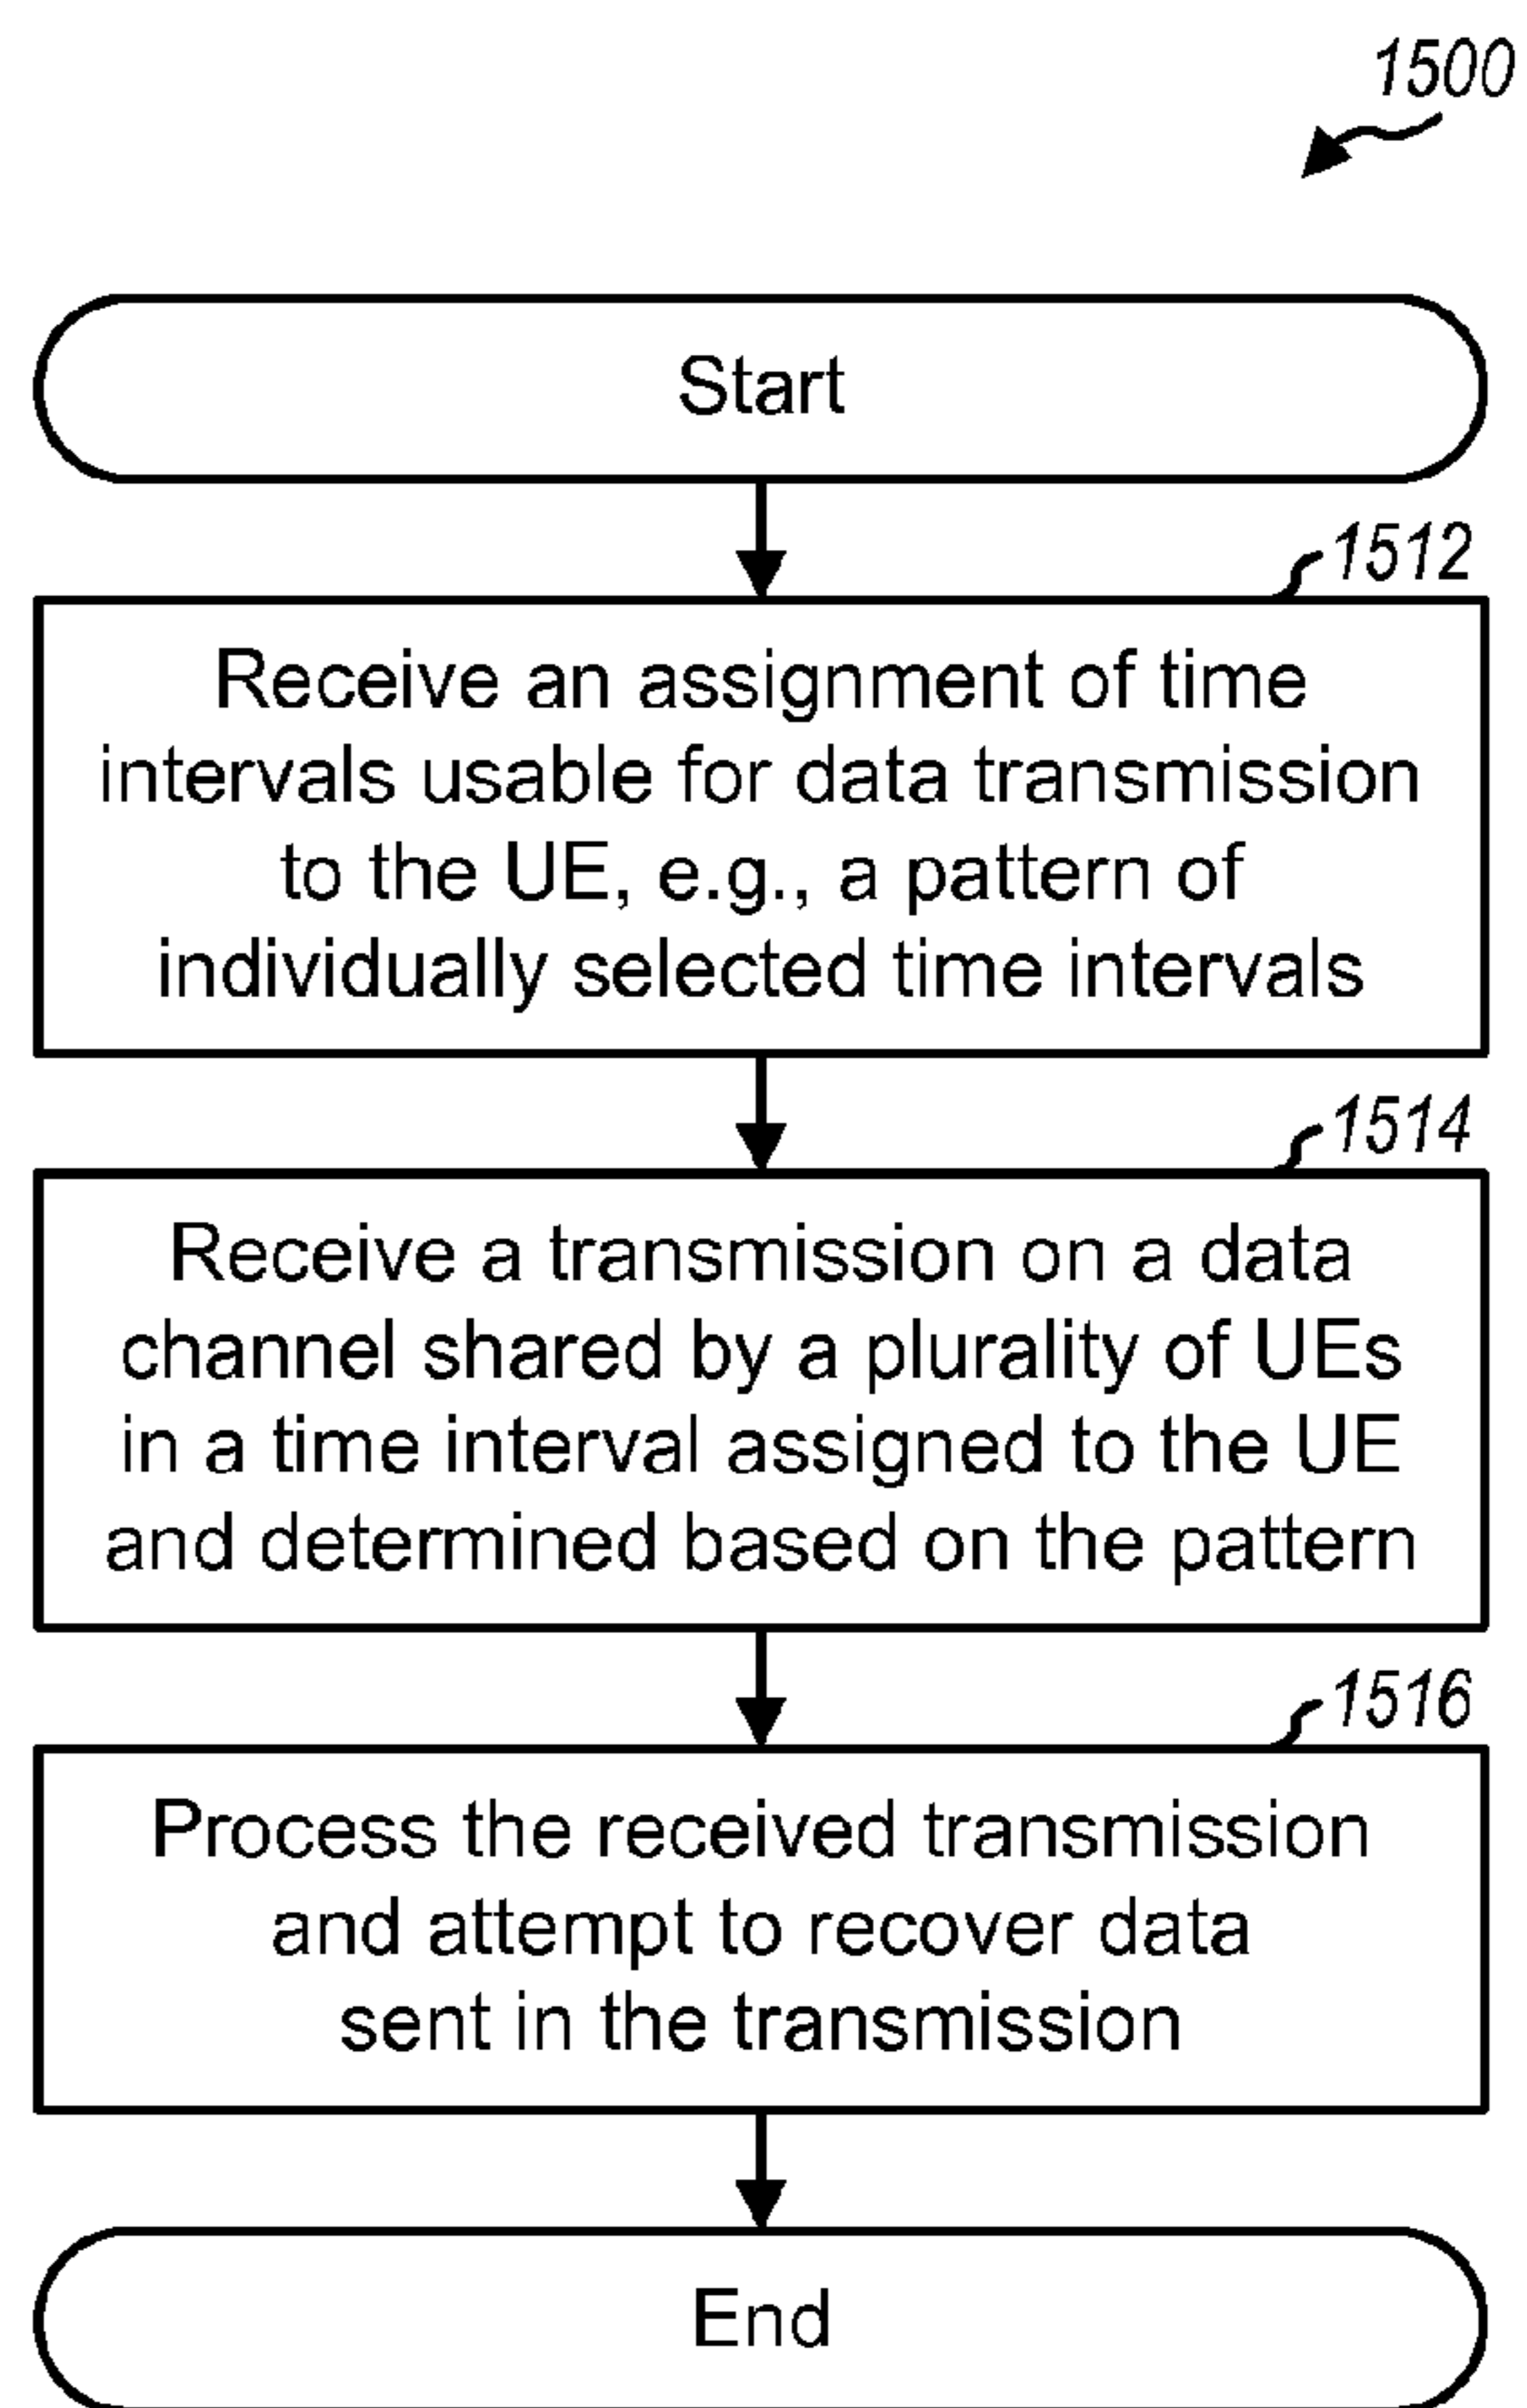 1500
Start
1512
Receive an assignment of time
intervals usable for data transmission
to the UE, e.g., a pattern of
individually selected time intervals
1514
Receive a transmission on a data
channel shared by a plurality of UEs
in a time interval assigned to the UE
and determined based on the pattern
1516
Process the received transmission
and attempt to recover data
sent in the transmission
End